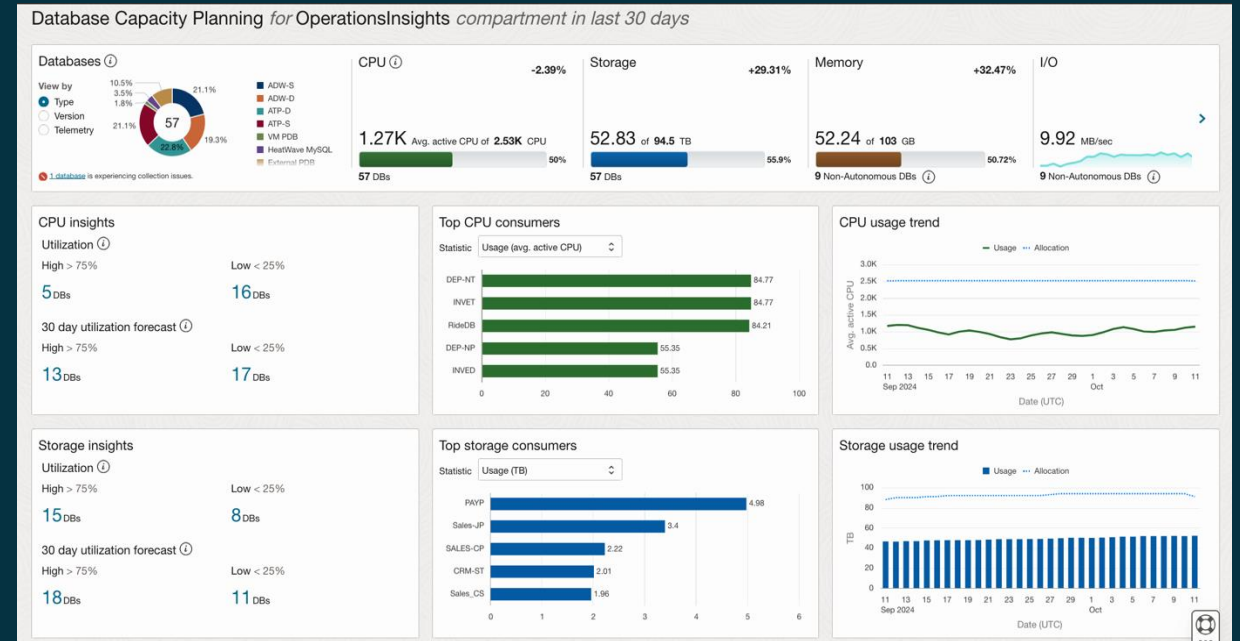 Database Capacity Planning for OperationsInsights compartment in last 30 days
Databases
View by
Type
Version
Telemetry
10.5%
3.5%
1.8%
21.1%
22.8%
19.3%
21.1%
57
ADW-S
ADW-D
ATP-D
ATP-S
VM PDB
HeatWave MySQL
External PDB
1 database is experiencing collection issues.
CPU
-2.39%
1.27K Avg. active CPU of 2.53K CPU
50%
57 DBs
Storage
+29.31%
52.83 of 94.5 TB
55.9%
57 DBs
Memory
+32.47%
52.24 of 103 GB
50.72%
9 Non-Autonomous DBs
I/O
9.92 MB/sec
9 Non-Autonomous DBs
CPU insights
Utilization
High > 75% Low < 25%
5 DBs 16 DBs
30 day utilization forecast
High > 75% Low < 25%
13 DBs 17 DBs
Top CPU consumers
Statistic Usage (avg. active CPU)
DEP-NT 84.77
INVET 84.77
RideDB 84.21
DEP-NP 55.35
INVED 55.35
0 20 40 60 80 100
CPU usage trend
Usage Allocation
Avg. active CPU
3.0K
2.5K
2.0K
1.5K
1.0K
0.5K
0.0
11 13 15 17 19 21 23 25 27 29 1 3 5 7 9 11
Sep 2024 Oct
Date (UTC)
Storage insights
Utilization
High > 75% Low < 25%
15 DBs 8 DBs
30 day utilization forecast
High > 75% Low < 25%
18 DBs 11 DBs
Top storage consumers
Statistic Usage (TB)
PAYP 4.98
Sales-JP 3.4
SALES-CP 2.22
CRM-ST 2.01
Sales_CS 1.96
0 1 2 3 4 5 6
Storage usage trend
Usage Allocation
TB
100
80
60
40
20
0
11 13 15 17 19 21 23 25 27 29 1 3 5 7 9 11
Sep 2024 Oct
Date (UTC)